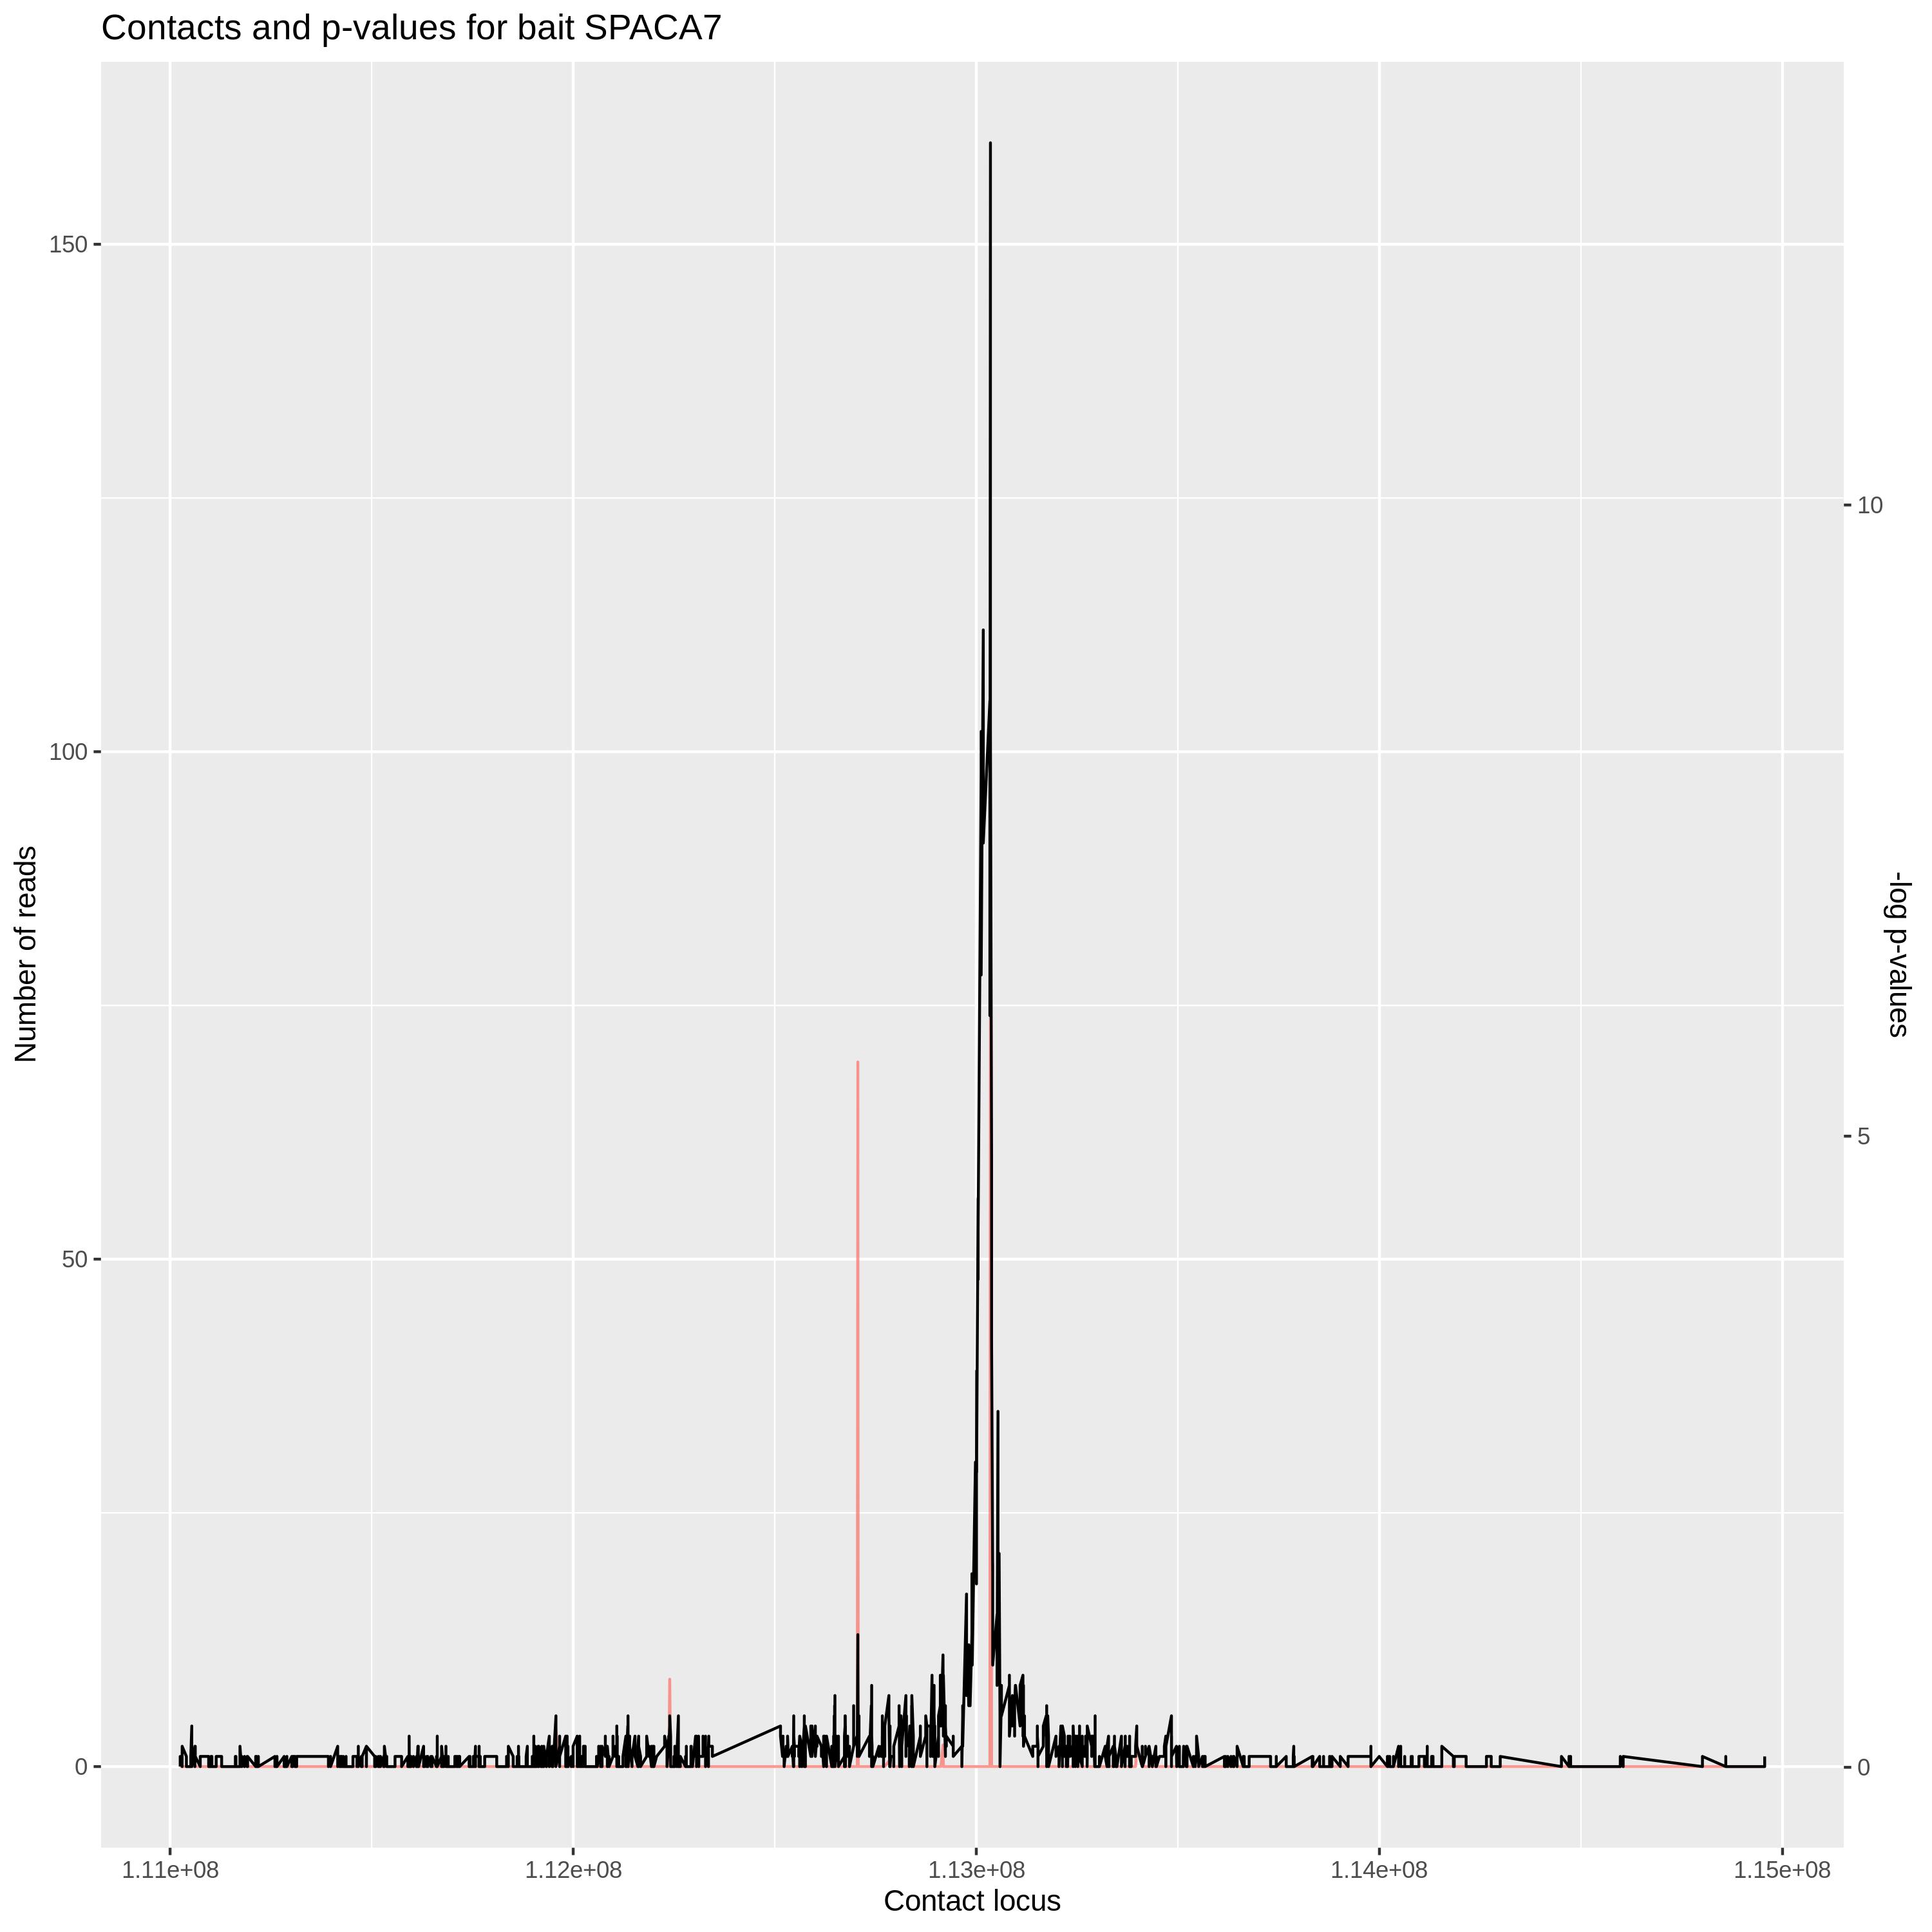 Contacts and p-values for bait SPACA7
150
100
50
0
Number of reads
10
5
0
-log p-values
1.11e+08
1.12e+08
1.13e+08
1.14e+08
1.15e+08
Contact locus